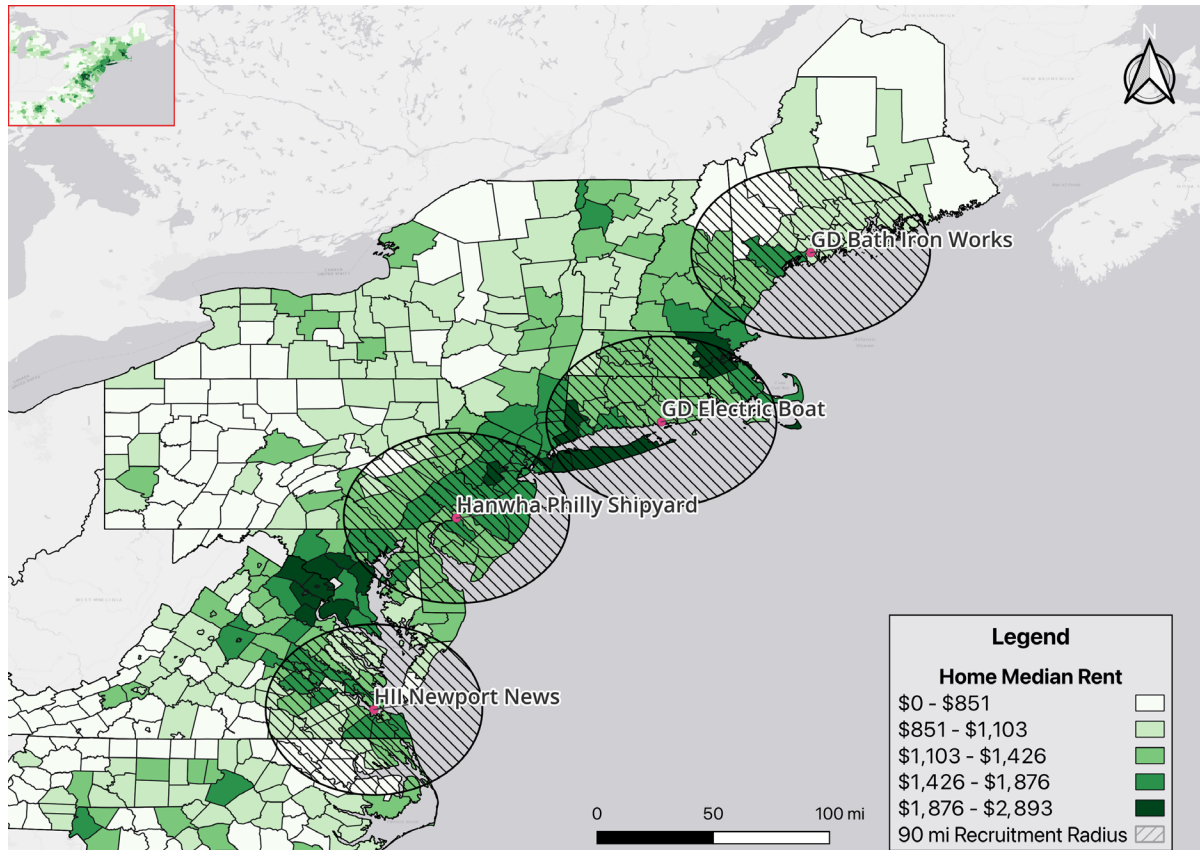 N
GD Bath Iron Works
GD Electric Boat
Hanwha Philly Shipyard
HII Newport News
Legend
Home Median Rent
$0 - $851
$851 - $1,103
$1,103 - $1,426
$1,426 - $1,876
$1,876 - $2,893
90 mi Recruitment Radius
0 50 100 mi